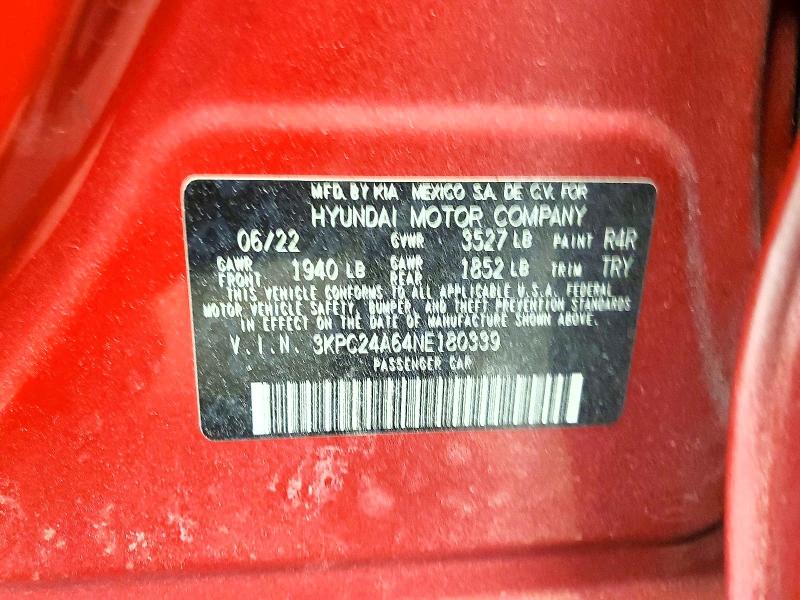 MFD. BY KIA MEXICO S.A. DE C.V. FOR
HYUNDAI MOTOR COMPANY
06/22 GVWR 3527 LB PAINT R4R
GAWR FRONT 1940 LB GAWR REAR 1852 LB TRIM TRY
THIS VEHICLE CONFORMS TO ALL APPLICABLE U.S.A. FEDERAL
MOTOR VEHICLE SAFETY, BUMPER, AND THEFT PREVENTION STANDARDS
IN EFFECT ON THE DATE OF MANUFACTURE SHOWN ABOVE.
V.I.N. 3KPC24A64NE180339
PASSENGER CAR